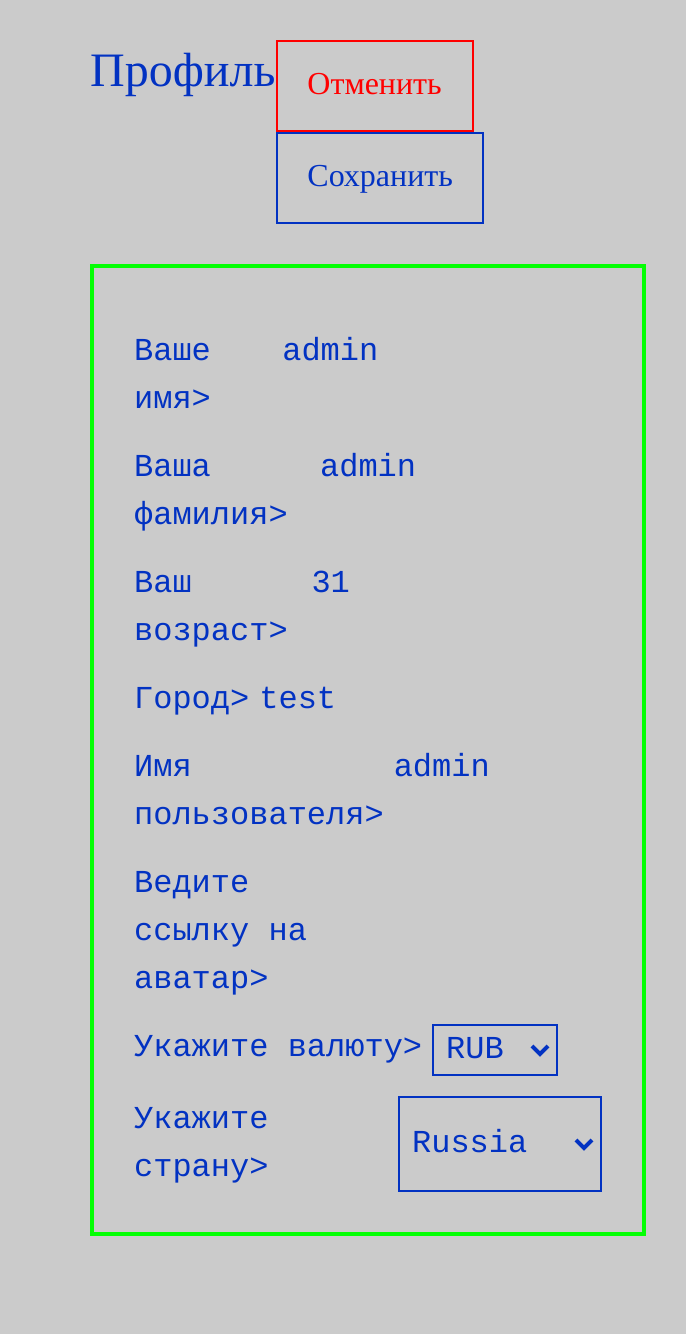 Профиль Отменить
Сохранить
Ваше admin
имя>
Ваша admin
фамилия>
Ваш 31
возраст>
Город> test
Имя admin
пользователя>
Ведите
ссылку на
аватар>
Укажите валюту> RUB
Укажите
страну> Russia